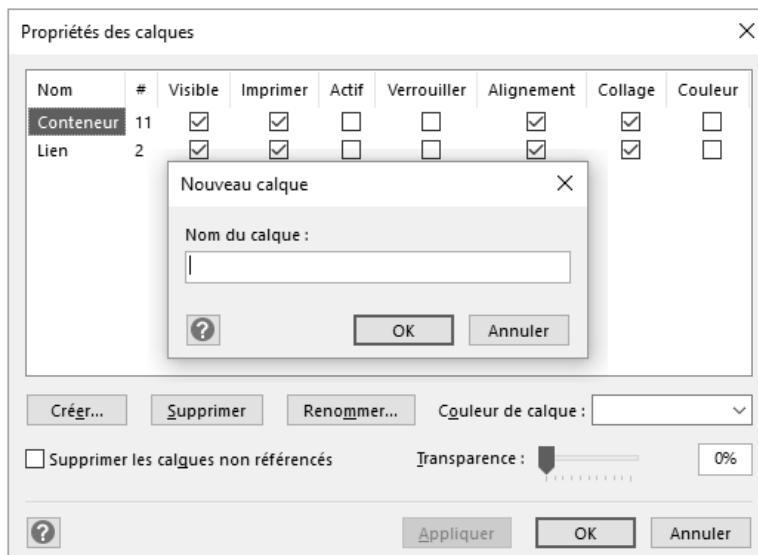 Propriétés des calques
Nom # Visible Imprimer Actif Verrouiller Alignement Collage Couleur
Conteneur 11
Lien 2
Nouveau calque
Nom du calque :
OK Annuler
Créer... Supprimer Renommer... Couleur de calque :
Supprimer les calques non référencés Transparence : 0%
Appliquer OK Annuler